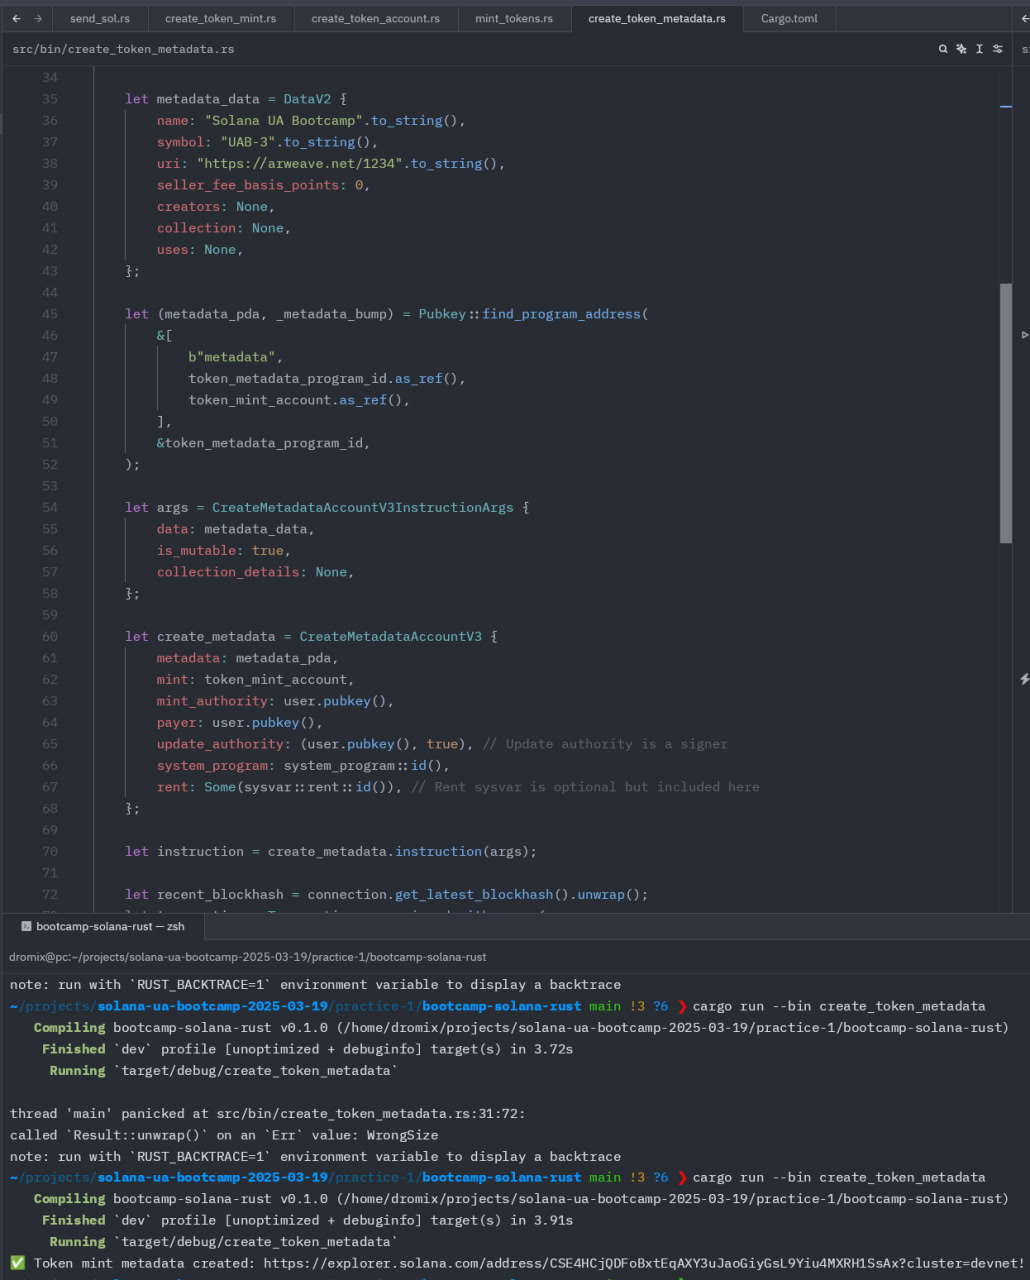 send_sol.rs create_token_mint.rs create_token_account.rs mint_tokens.rs create_token_metadata.rs Cargo.toml
src/bin/create_token_metadata.rs
34
35 let metadata_data = DataV2 {
36 name: "Solana UA Bootcamp".to_string(),
37 symbol: "UAB-3".to_string(),
38 uri: "https://arweave.net/1234".to_string(),
39 seller_fee_basis_points: 0,
40 creators: None,
41 collection: None,
42 uses: None,
43 };
44
45 let (metadata_pda, _metadata_bump) = Pubkey::find_program_address(
46 &[
47 b"metadata",
48 token_metadata_program_id.as_ref(),
49 token_mint_account.as_ref(),
50 ],
51 &token_metadata_program_id,
52 );
53
54 let args = CreateMetadataAccountV3InstructionArgs {
55 data: metadata_data,
56 is_mutable: true,
57 collection_details: None,
58 };
59
60 let create_metadata = CreateMetadataAccountV3 {
61 metadata: metadata_pda,
62 mint: token_mint_account,
63 mint_authority: user.pubkey(),
64 payer: user.pubkey(),
65 update_authority: (user.pubkey(), true), // Update authority is a signer
66 system_program: system_program::id(),
67 rent: Some(sysvar::rent::id()), // Rent sysvar is optional but included here
68 };
69
70 let instruction = create_metadata.instruction(args);
71
72 let recent_blockhash = connection.get_latest_blockhash().unwrap();
bootcamp-solana-rust — zsh
dromix@pc:~/projects/solana-ua-bootcamp-2025-03-19/practice-1/bootcamp-solana-rust
note: run with `RUST_BACKTRACE=1` environment variable to display a backtrace
~/projects/solana-ua-bootcamp-2025-03-19/practice-1/bootcamp-solana-rust main !3 ?6 ❯ cargo run --bin create_token_metadata
Compiling bootcamp-solana-rust v0.1.0 (/home/dromix/projects/solana-ua-bootcamp-2025-03-19/practice-1/bootcamp-solana-rust)
Finished `dev` profile [unoptimized + debuginfo] target(s) in 3.72s
Running `target/debug/create_token_metadata`
thread 'main' panicked at src/bin/create_token_metadata.rs:31:72:
called `Result::unwrap()` on an `Err` value: WrongSize
note: run with `RUST_BACKTRACE=1` environment variable to display a backtrace
~/projects/solana-ua-bootcamp-2025-03-19/practice-1/bootcamp-solana-rust main !3 ?6 ❯ cargo run --bin create_token_metadata
Compiling bootcamp-solana-rust v0.1.0 (/home/dromix/projects/solana-ua-bootcamp-2025-03-19/practice-1/bootcamp-solana-rust)
Finished `dev` profile [unoptimized + debuginfo] target(s) in 3.91s
Running `target/debug/create_token_metadata`
✅ Token mint metadata created: https://explorer.solana.com/address/CSE4HCjQDFoBxtEqAXY3uJaoGiyGsL9Yiu4MXRH1SsAx?cluster=devnet!